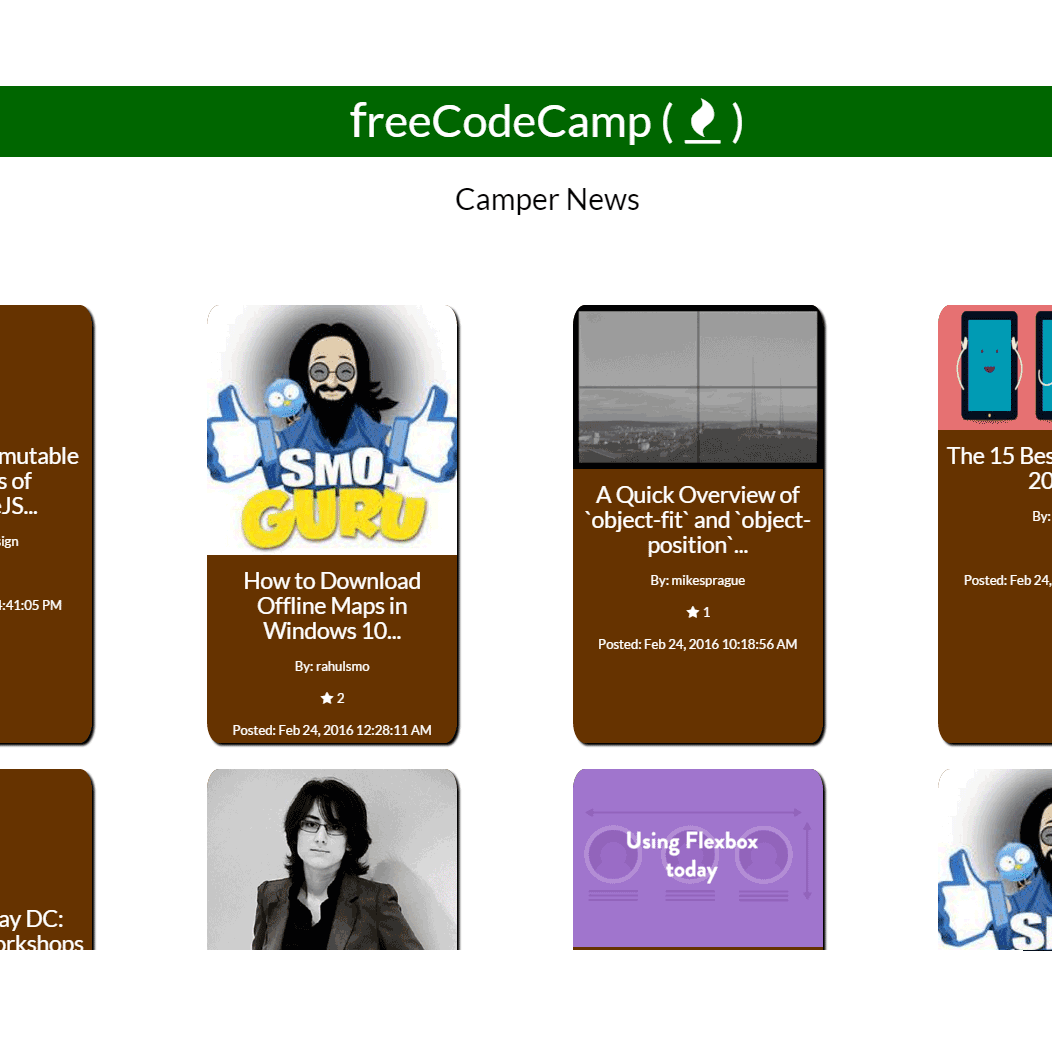 freeCodeCamp ( )
Camper News
mutable
s of
JS...
sign
4:41:05 PM
SMO.
GURU
How to Download
Offline Maps in
Windows 10...
By: rahulsmo
2
Posted: Feb 24, 2016 12:28:11 AM
A Quick Overview of
`object-fit` and `object-
position`...
By: mikesprague
1
Posted: Feb 24, 2016 10:18:56 AM
The 15 Bes
20
By:
Posted: Feb 24,
ay DC:
orkshops
Using Flexbox
today
SM